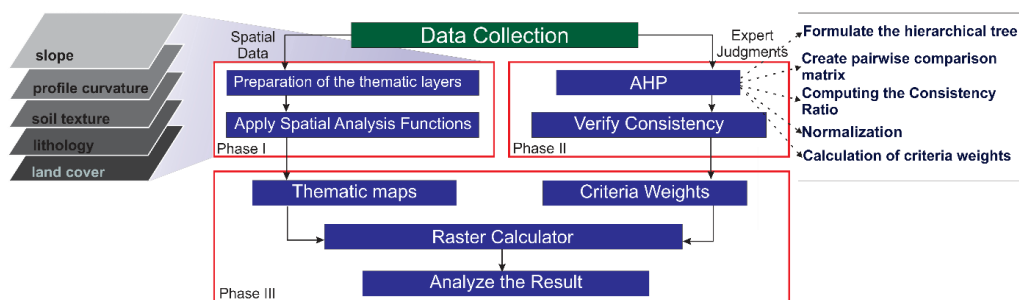 slope
profile curvature
soil texture
lithology
land cover
Data Collection
Spatial
Data
Expert
Judgments
Preparation of the thematic layers
Apply Spatial Analysis Functions
Phase I
AHP
Verify Consistency
Phase II
Formulate the hierarchical tree
Create pairwise comparison
matrix
Computing the Consistency
Ratio
Normalization
Calculation of criteria weights
Thematic maps
Criteria Weights
Raster Calculator
Analyze the Result
Phase III